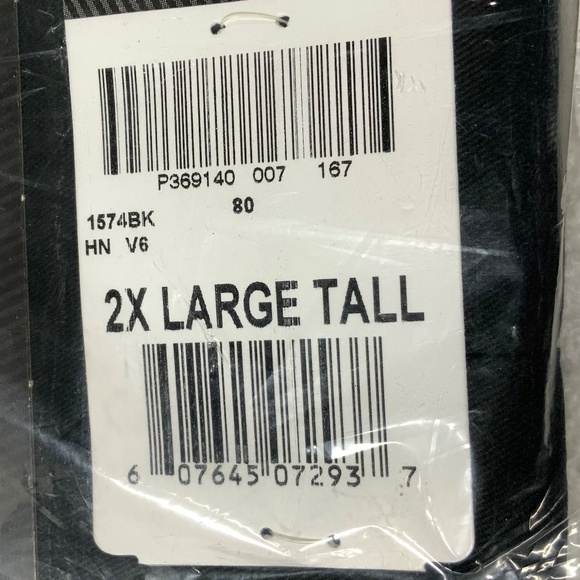 P369140 007 167
80
1574BK
HN V6
2X LARGE TALL
6 07645 07293 7